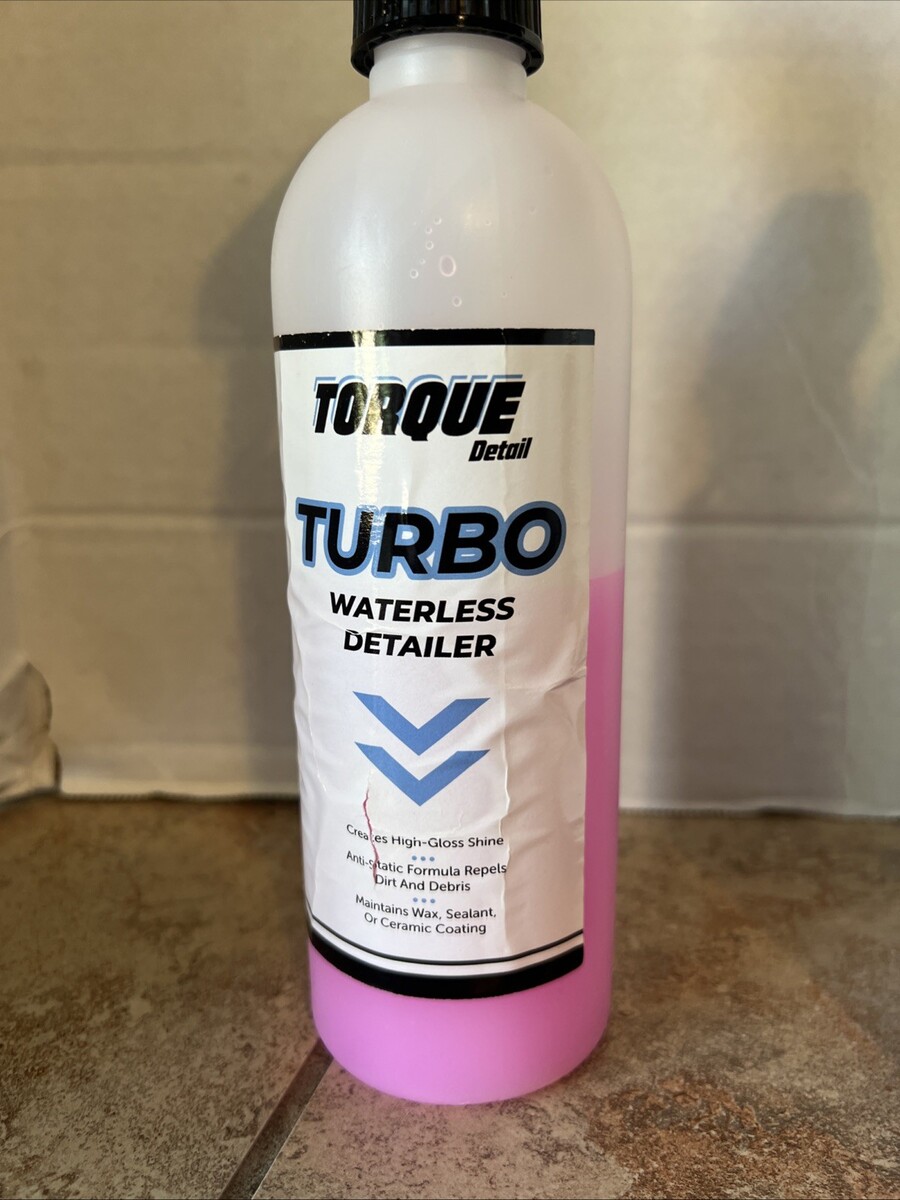 TORQUE
Detail
TURBO
WATERLESS
DETAILER
Creates High-Gloss Shine
Anti-Static Formula Repels
Dirt And Debris
Maintains Wax, Sealant,
Or Ceramic Coating